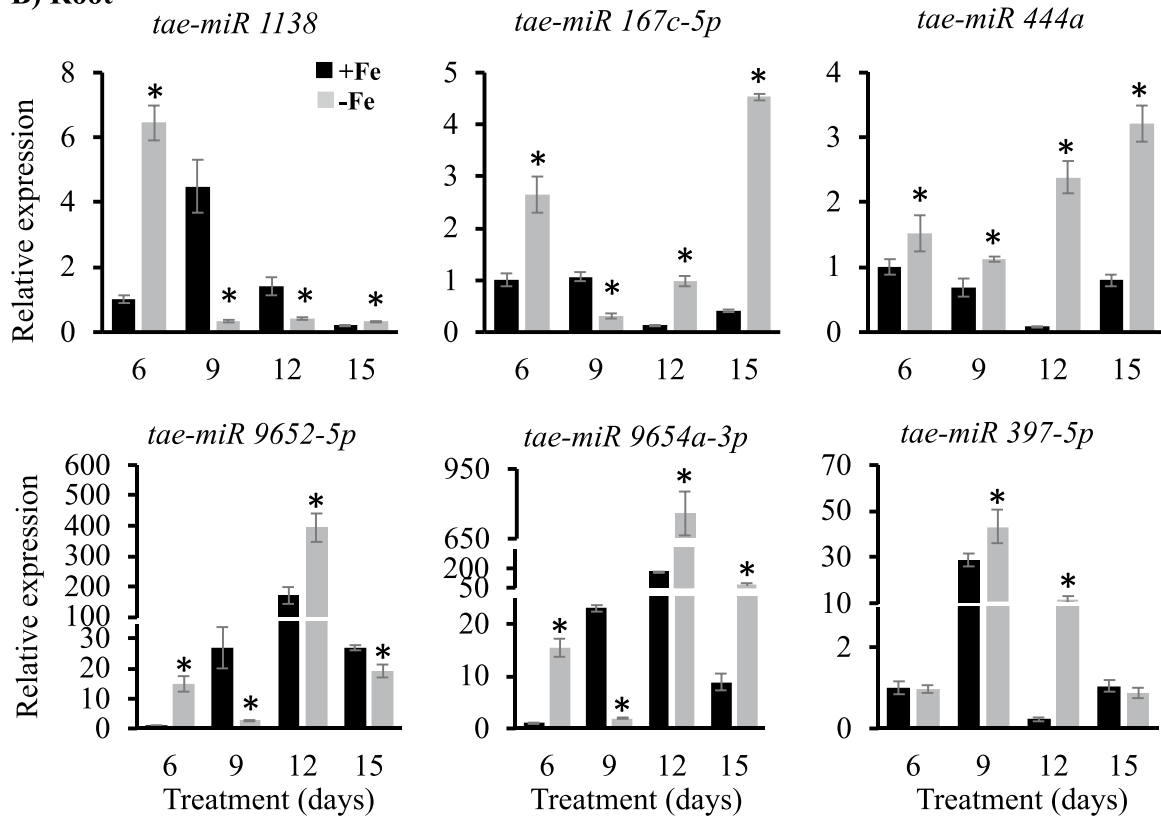 B) Root
tae-miR 1138
tae-miR 167c-5p
tae-miR 444a
+Fe
-Fe
Relative expression
8
6
4
2
0
6 9 12 15
5
4
3
2
1
0
6 9 12 15
4
3
2
1
0
6 9 12 15
* * * *
* * * *
* * * *
tae-miR 9652-5p
tae-miR 9654a-3p
tae-miR 397-5p
Relative expression
600
500
400
300
200
100
30
20
10
0
6 9 12 15
Treatment (days)
950
650
200
50
20
10
0
6 9 12 15
Treatment (days)
70
50
30
10
2
0
6 9 12 15
Treatment (days)
* * * *
* * * *
* *